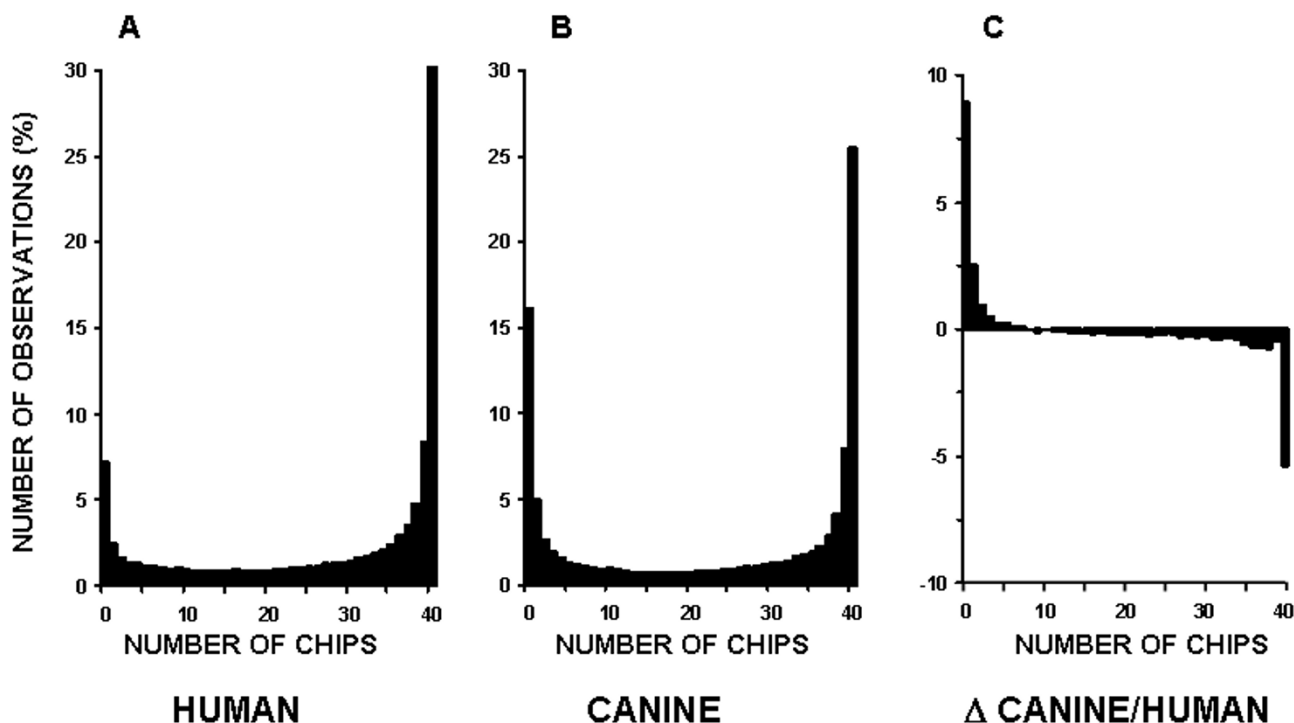 A
B
C
NUMBER OF OBSERVATIONS (%)
30
25
20
15
10
5
0
0 10 20 30 40
NUMBER OF CHIPS
HUMAN
30
25
20
15
10
5
0
0 10 20 30 40
NUMBER OF CHIPS
CANINE
10
5
0
-5
-10
0 10 20 30 40
NUMBER OF CHIPS
Δ CANINE/HUMAN